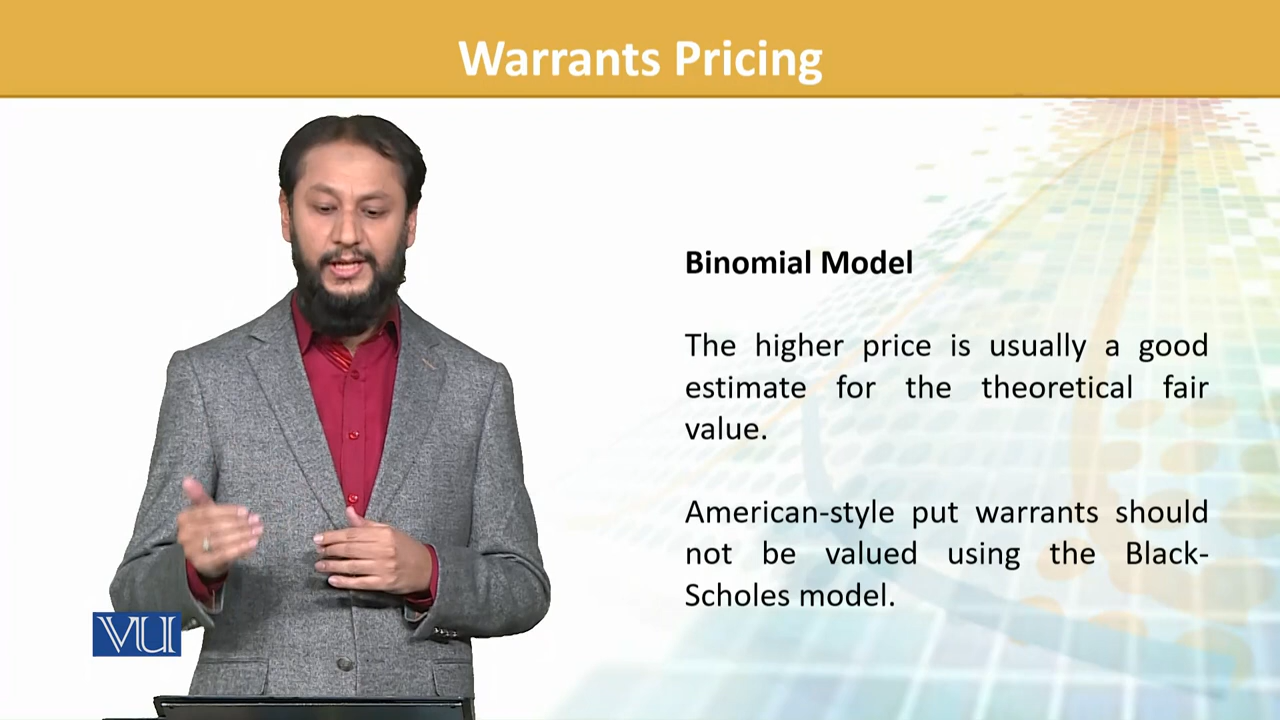 Warrants Pricing
Binomial Model
The higher price is usually a good
estimate for the theoretical fair
value.
American-style put warrants should
not be valued using the Black-
Scholes model.
VU